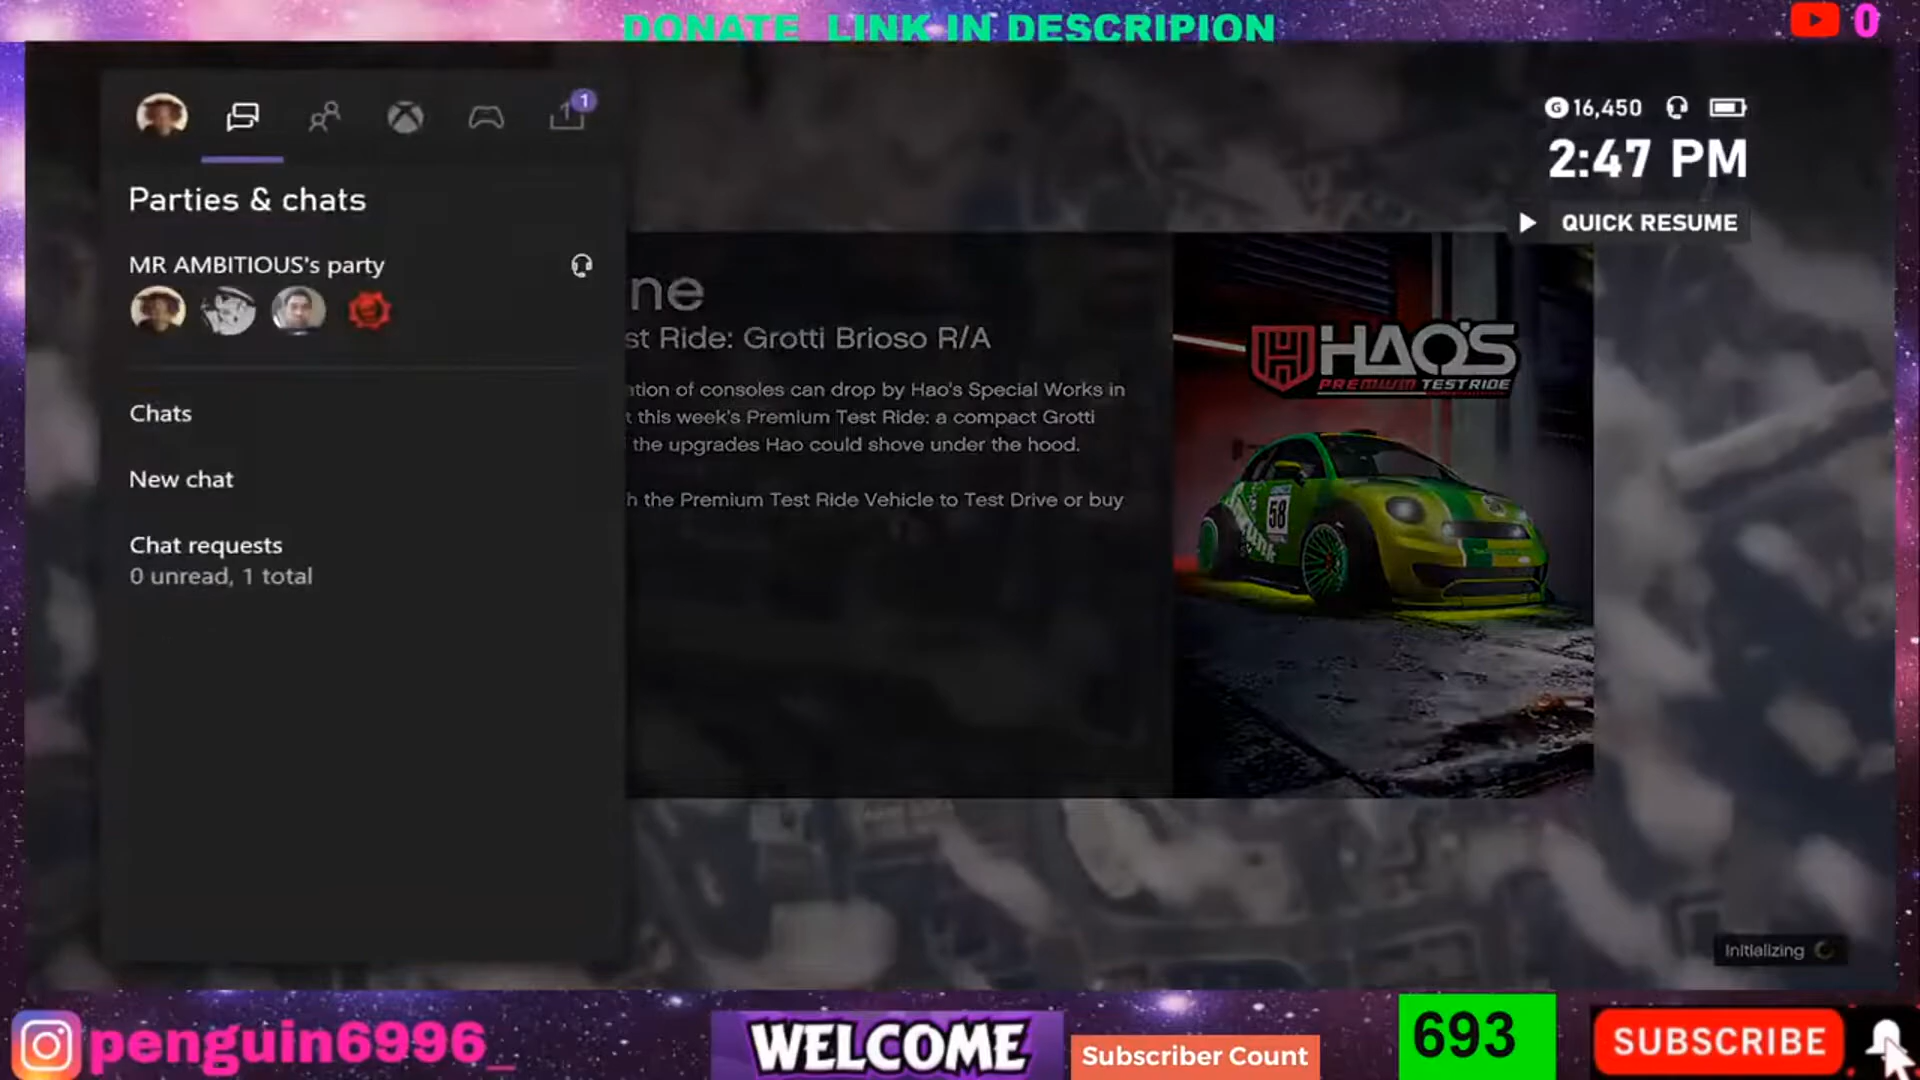 DONATE LINK IN DESCRIPION
0
1
G 16,450
2:47 PM
QUICK RESUME
Parties & chats
MR AMBITIOUS's party
Chats
New chat
Chat requests
0 unread, 1 total
ne
st Ride: Grotti Brioso R/A
ation of consoles can drop by Hao's Special Works in
t this week's Premium Test Ride: a compact Grotti
the upgrades Hao could shove under the hood.
h the Premium Test Ride Vehicle to Test Drive or buy
HAO'S
PREMIUM TEST RIDE
58
Initializing
penguin6996_
WELCOME
Subscriber Count
693
SUBSCRIBE